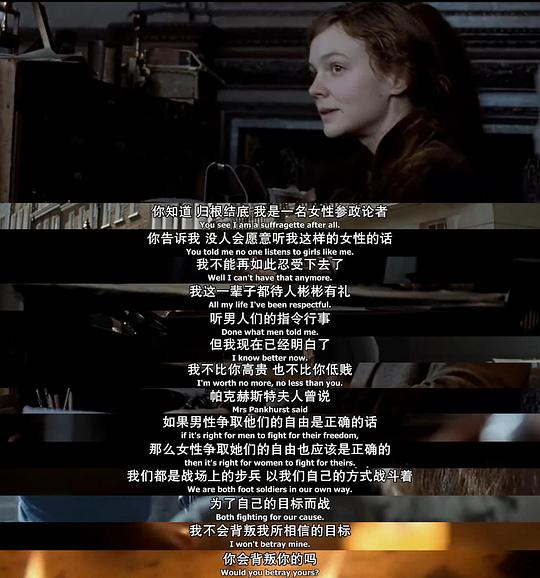 你知道 归根结底 我是一名女性参政论者
You see I am a suffragette after all.
你告诉我 没人会愿意听我这样的女性的话
You told me no one listens to girls like me.
我不能再如此忍受下去了
Well I can't have that anymore.
我这一辈子都待人彬彬有礼
All my life I've been respectful.
听男人们的指令行事
Done what men told me.
但我现在已经明白了
I know better now.
我不比你高贵 也不比你低贱
I'm worth no more, no less than you.
帕克赫斯特夫人曾说
Mrs Pankhurst said
如果男性争取他们的自由是正确的话
if it's right for men to fight for their freedom,
那么女性争取她们的自由也应该是正确的
then it's right for women to fight for theirs.
我们都是战场上的步兵 以我们自己的方式战斗着
We are both foot soldiers in our own way.
为了自己的目标而战
Both fighting for our cause.
我不会背叛我所相信的目标
I won't betray mine.
你会背叛你的吗
Would you betray yours?